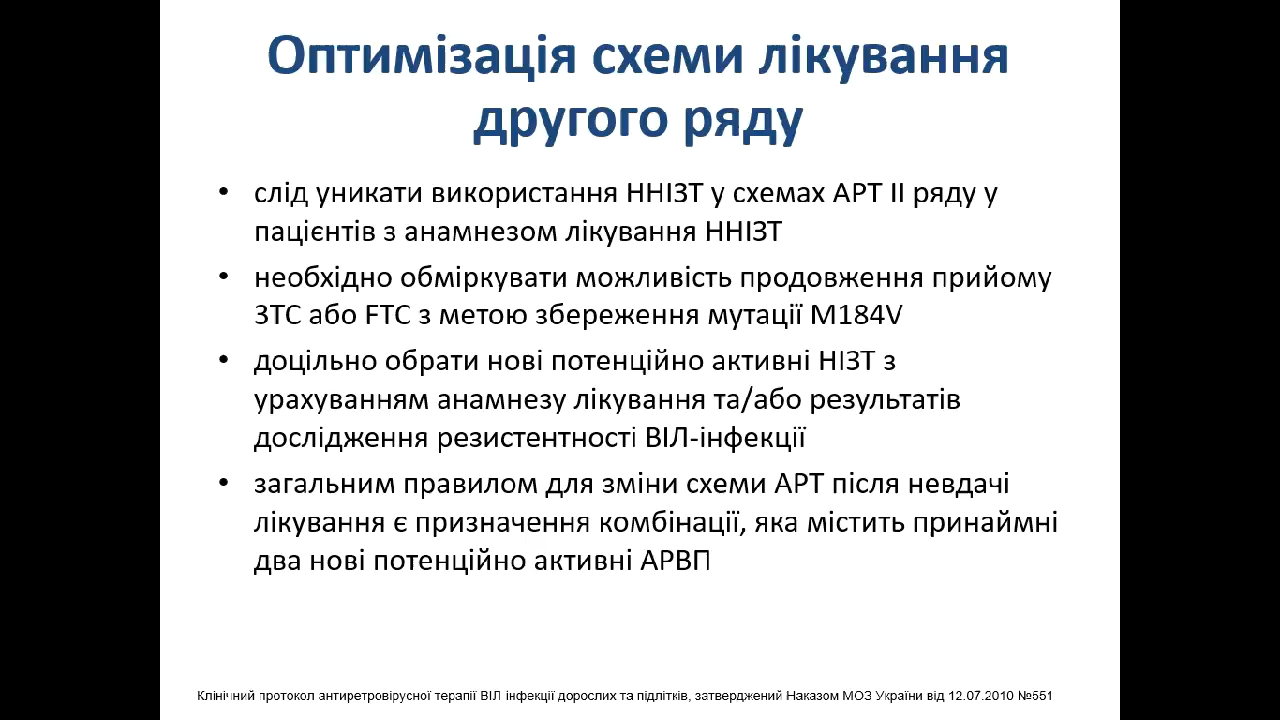 Оптимізація схеми лікування
другого ряду
• слід уникати використання ННІЗТ у схемах АРТ ІІ ряду у
пацієнтів з анамнезом лікування ННІЗТ
• необхідно обміркувати можливість продовження прийому
3TC або FTC з метою збереження мутації M184V
• доцільно обрати нові потенційно активні НІЗТ з
урахуванням анамнезу лікування та/або результатів
дослідження резистентності ВІЛ-інфекції
• загальним правилом для зміни схеми АРТ після невдачі
лікування є призначення комбінації, яка містить принаймні
два нові потенційно активні АРВП
Клінічний протокол антиретровірусної терапії ВІЛ інфекції дорослих та підлітків, затверджений Наказом МОЗ України від 12.07.2010 №551